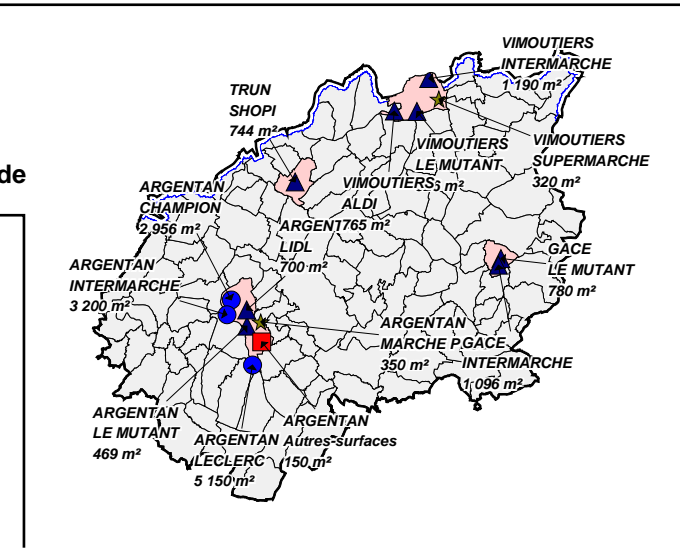 VIMOUTIERS
INTERMARCHE
1 190 m²
TRUN
SHOPI
744 m²
VIMOUTIERS
SUPERMARCHE
320 m²
VIMOUTIERS
LE MUTANT
m²
de
ARGENTAN
CHAMPION
2 956 m²
VIMOUTIERS
ALDI
765 m²
ARGENT
LIDL
700 m²
GACE
LE MUTANT
780 m²
ARGENTAN
INTERMARCHE
3 200 m²
ARGENTAN
MARCHE P
350 m²
GACE
INTERMARCHE
1 096 m²
ARGENTAN
LE MUTANT
469 m²
ARGENTAN
LECLERC
5 150 m²
ARGENTAN
Autres surfaces
150 m²